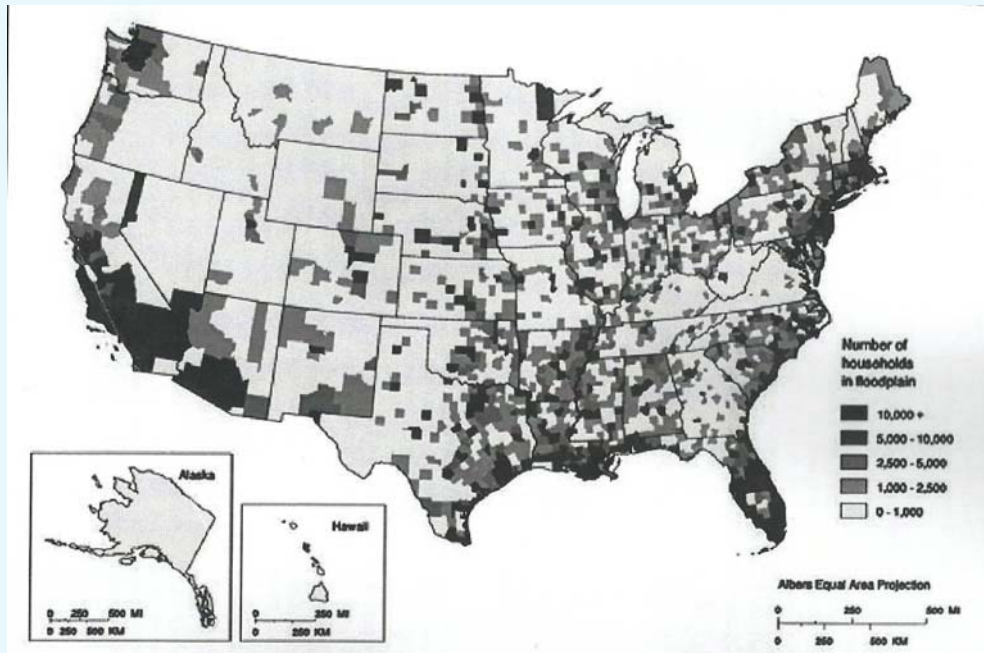 Number of
households
in floodplain
10,000 +
5,000 - 10,000
2,500 - 5,000
1,000 - 2,500
0 - 1,000
Alaska
0 250 500 MI
0 250 500 KM
Hawaii
0 250 MI
0 250 KM
Albers Equal Area Projection
0 250 500 MI
0 250 500 KM